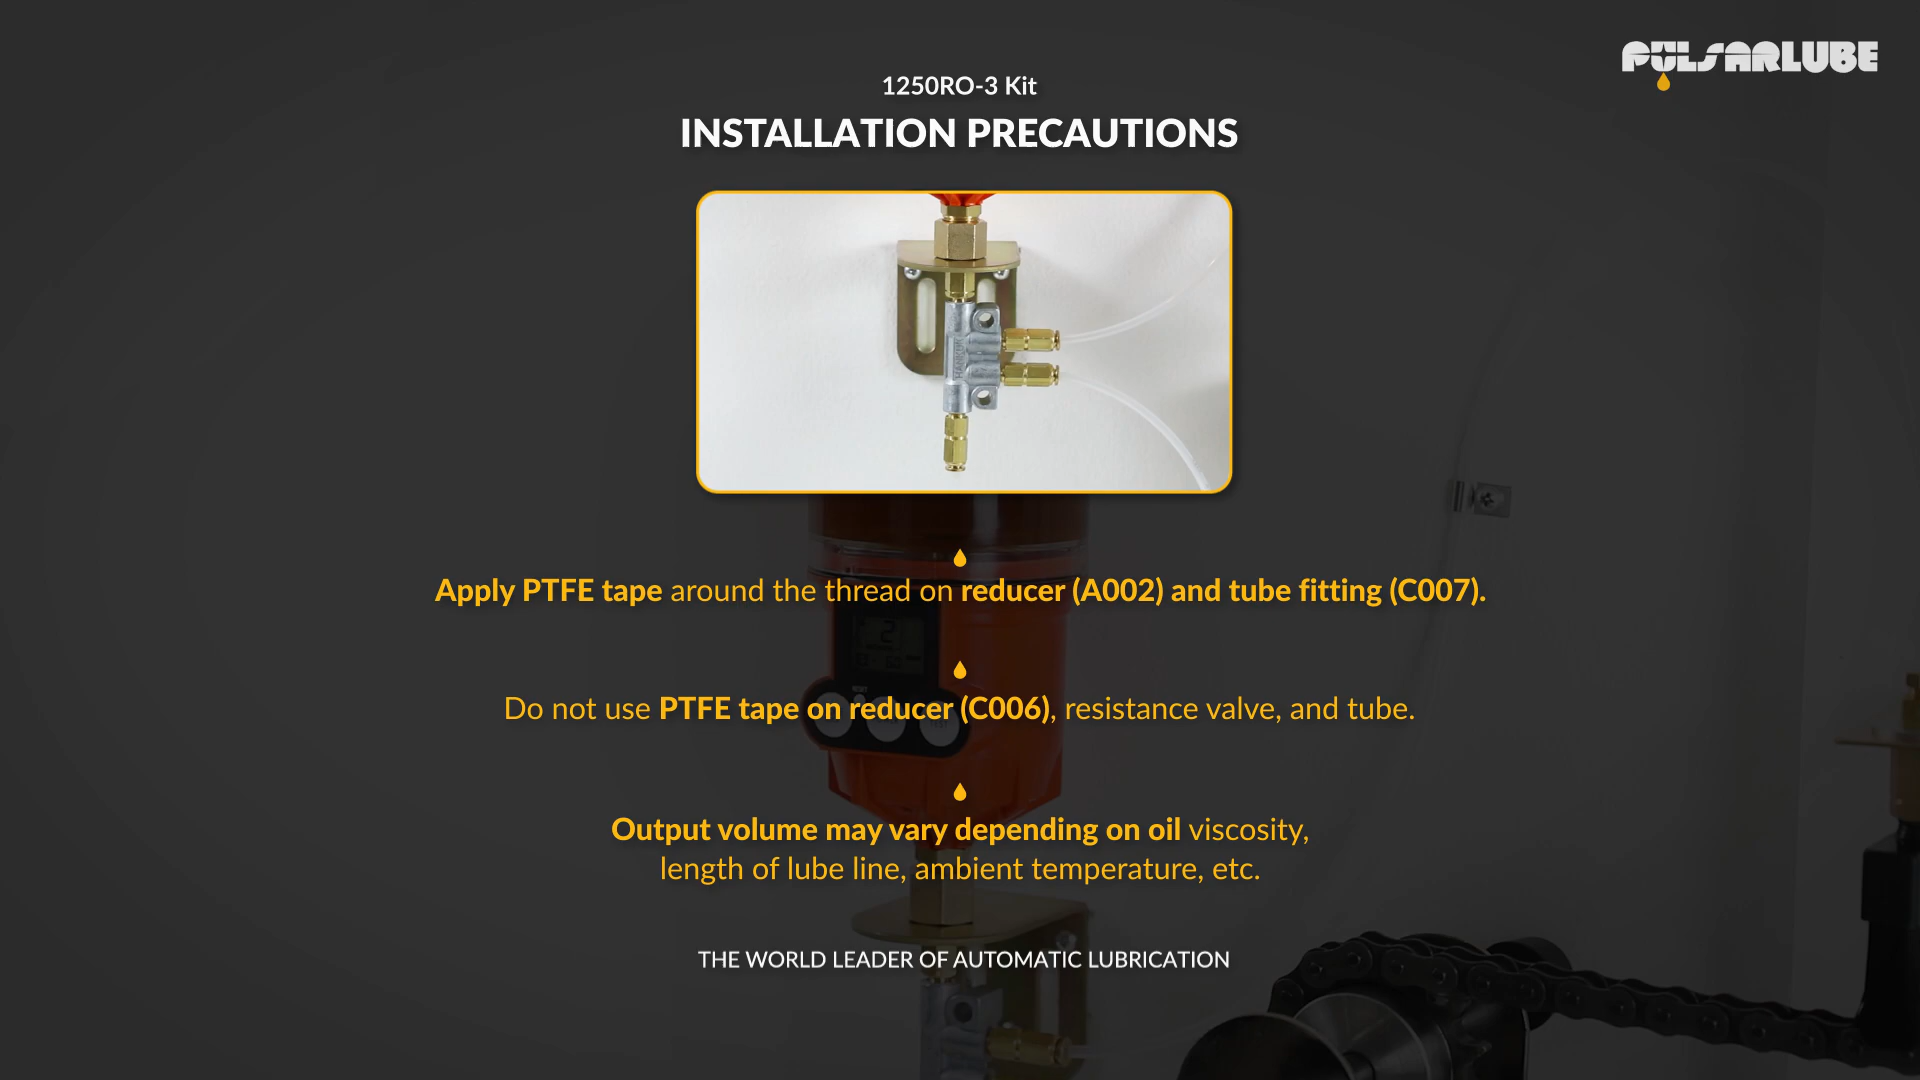 PULSARLUBE
1250RO-3 Kit
INSTALLATION PRECAUTIONS
Apply PTFE tape around the thread on reducer (A002) and tube fitting (C007).
Do not use PTFE tape on reducer (C006), resistance valve, and tube.
Output volume may vary depending on oil viscosity,
length of lube line, ambient temperature, etc.
THE WORLD LEADER OF AUTOMATIC LUBRICATION